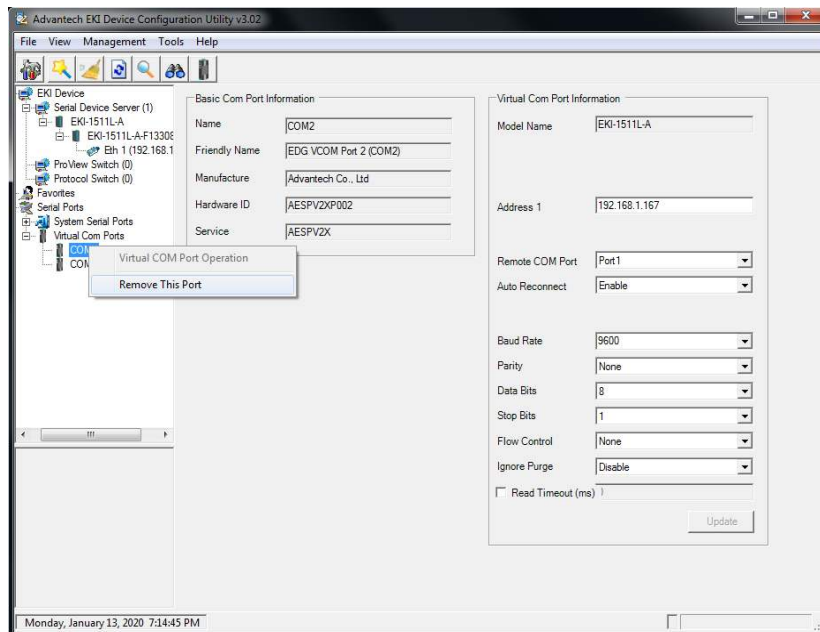 Advantech EKI Device Configuration Utility v3.02
File View Management Tools Help
EKI Device
Serial Device Server (1)
EKI-1511L-A
EKI-1511L-A-F1330
Eth 1 (192.168.1
ProView Switch (0)
Protocol Switch (0)
Favorites
Serial Ports
System Serial Ports
Virtual Com Ports
COM
COM
Virtual COM Port Operation
Remove This Port
Basic Com Port Information
Name COM2
Friendly Name EDG VCOM Port 2 (COM2)
Manufacture Advantech Co., Ltd
Hardware ID AESPV2XP002
Service AESPV2X
Virtual Com Port Information
Model Name EKI-1511L-A
Address 1 192.168.1.167
Remote COM Port Port1
Auto Reconnect Enable
Baud Rate 9600
Parity None
Data Bits 8
Stop Bits 1
Flow Control None
Ignore Purge Disable
Read Timeout (ms)
Update
Monday, January 13, 2020 7:14:45 PM